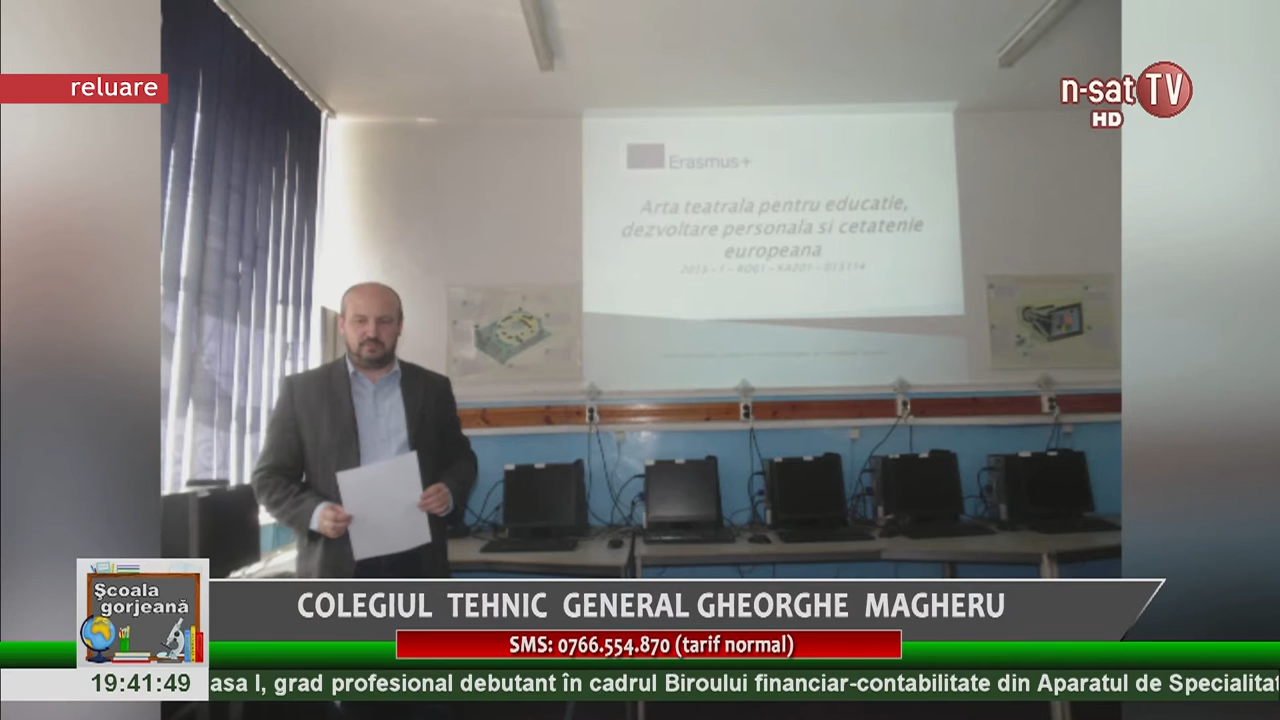 reluare
n-sat TV
HD
Erasmus+
Arta teatrala pentru educatie,
dezvoltare personala si cetatenie
europeana
Şcoala
gorjeană
COLEGIUL TEHNIC GENERAL GHEORGHE MAGHERU
SMS: 0766.554.870 (tarif normal)
19:41:49
asa I, grad profesional debutant în cadrul Biroului financiar-contabilitate din Aparatul de Specialitat